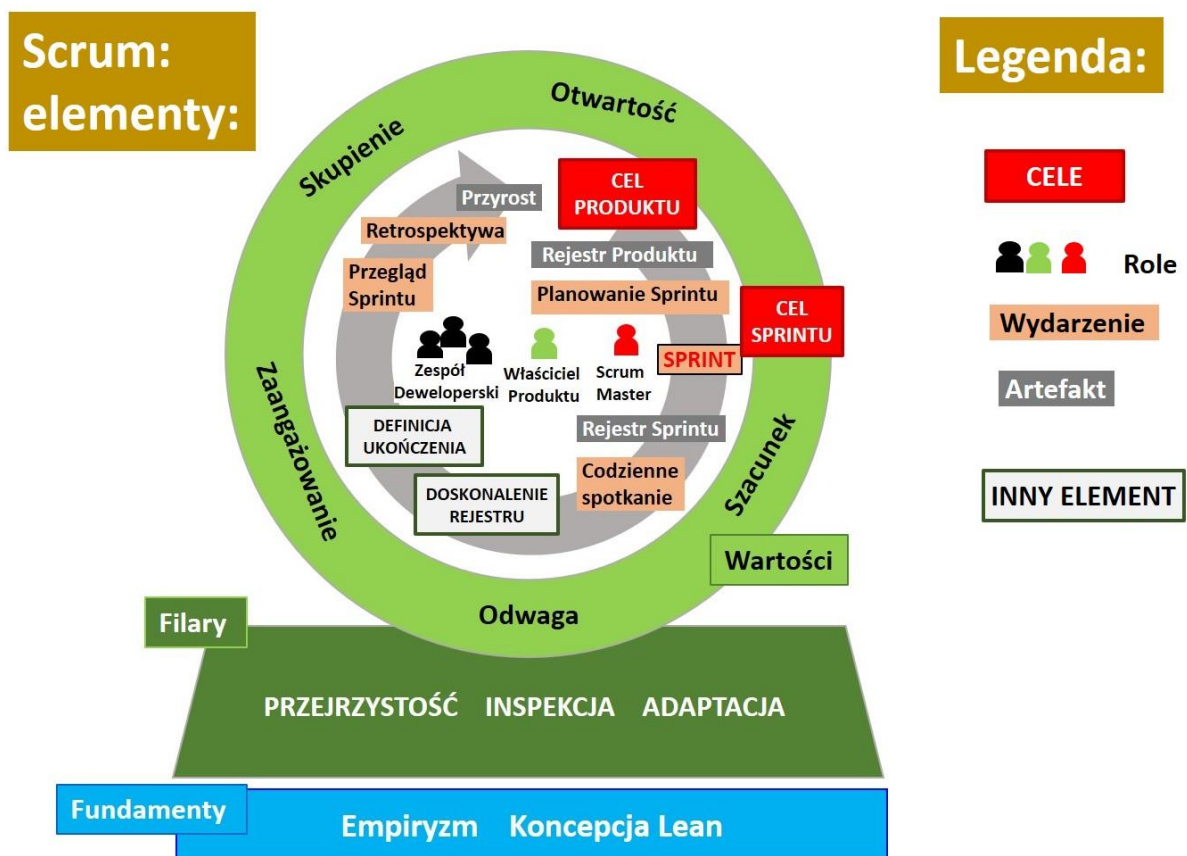 Scrum:
elementy:
Legenda:
Otwartość
Skupienie
CEL
PRODUKTU
Przyrost
Retrospektywa
Rejestr Produktu
Przegląd
Sprintu
Planowanie Sprintu
CEL
SPRINTU
SPRINT
Zespół
Deweloperski
Właściciel
Produktu
Scrum
Master
Zaangażowanie
DEFINICJA
UKOŃCZENIA
Rejestr Sprintu
Szacunek
DOSKONALENIE
REJESTRU
Codzienne
spotkanie
Wartości
Odwaga
Filary
PRZEJRZYSTOŚĆ INSPEKCJA ADAPTACJA
Fundamenty
Empiryzm Koncepcja Lean
CELE
Role
Wydarzenie
Artefakt
INNY ELEMENT